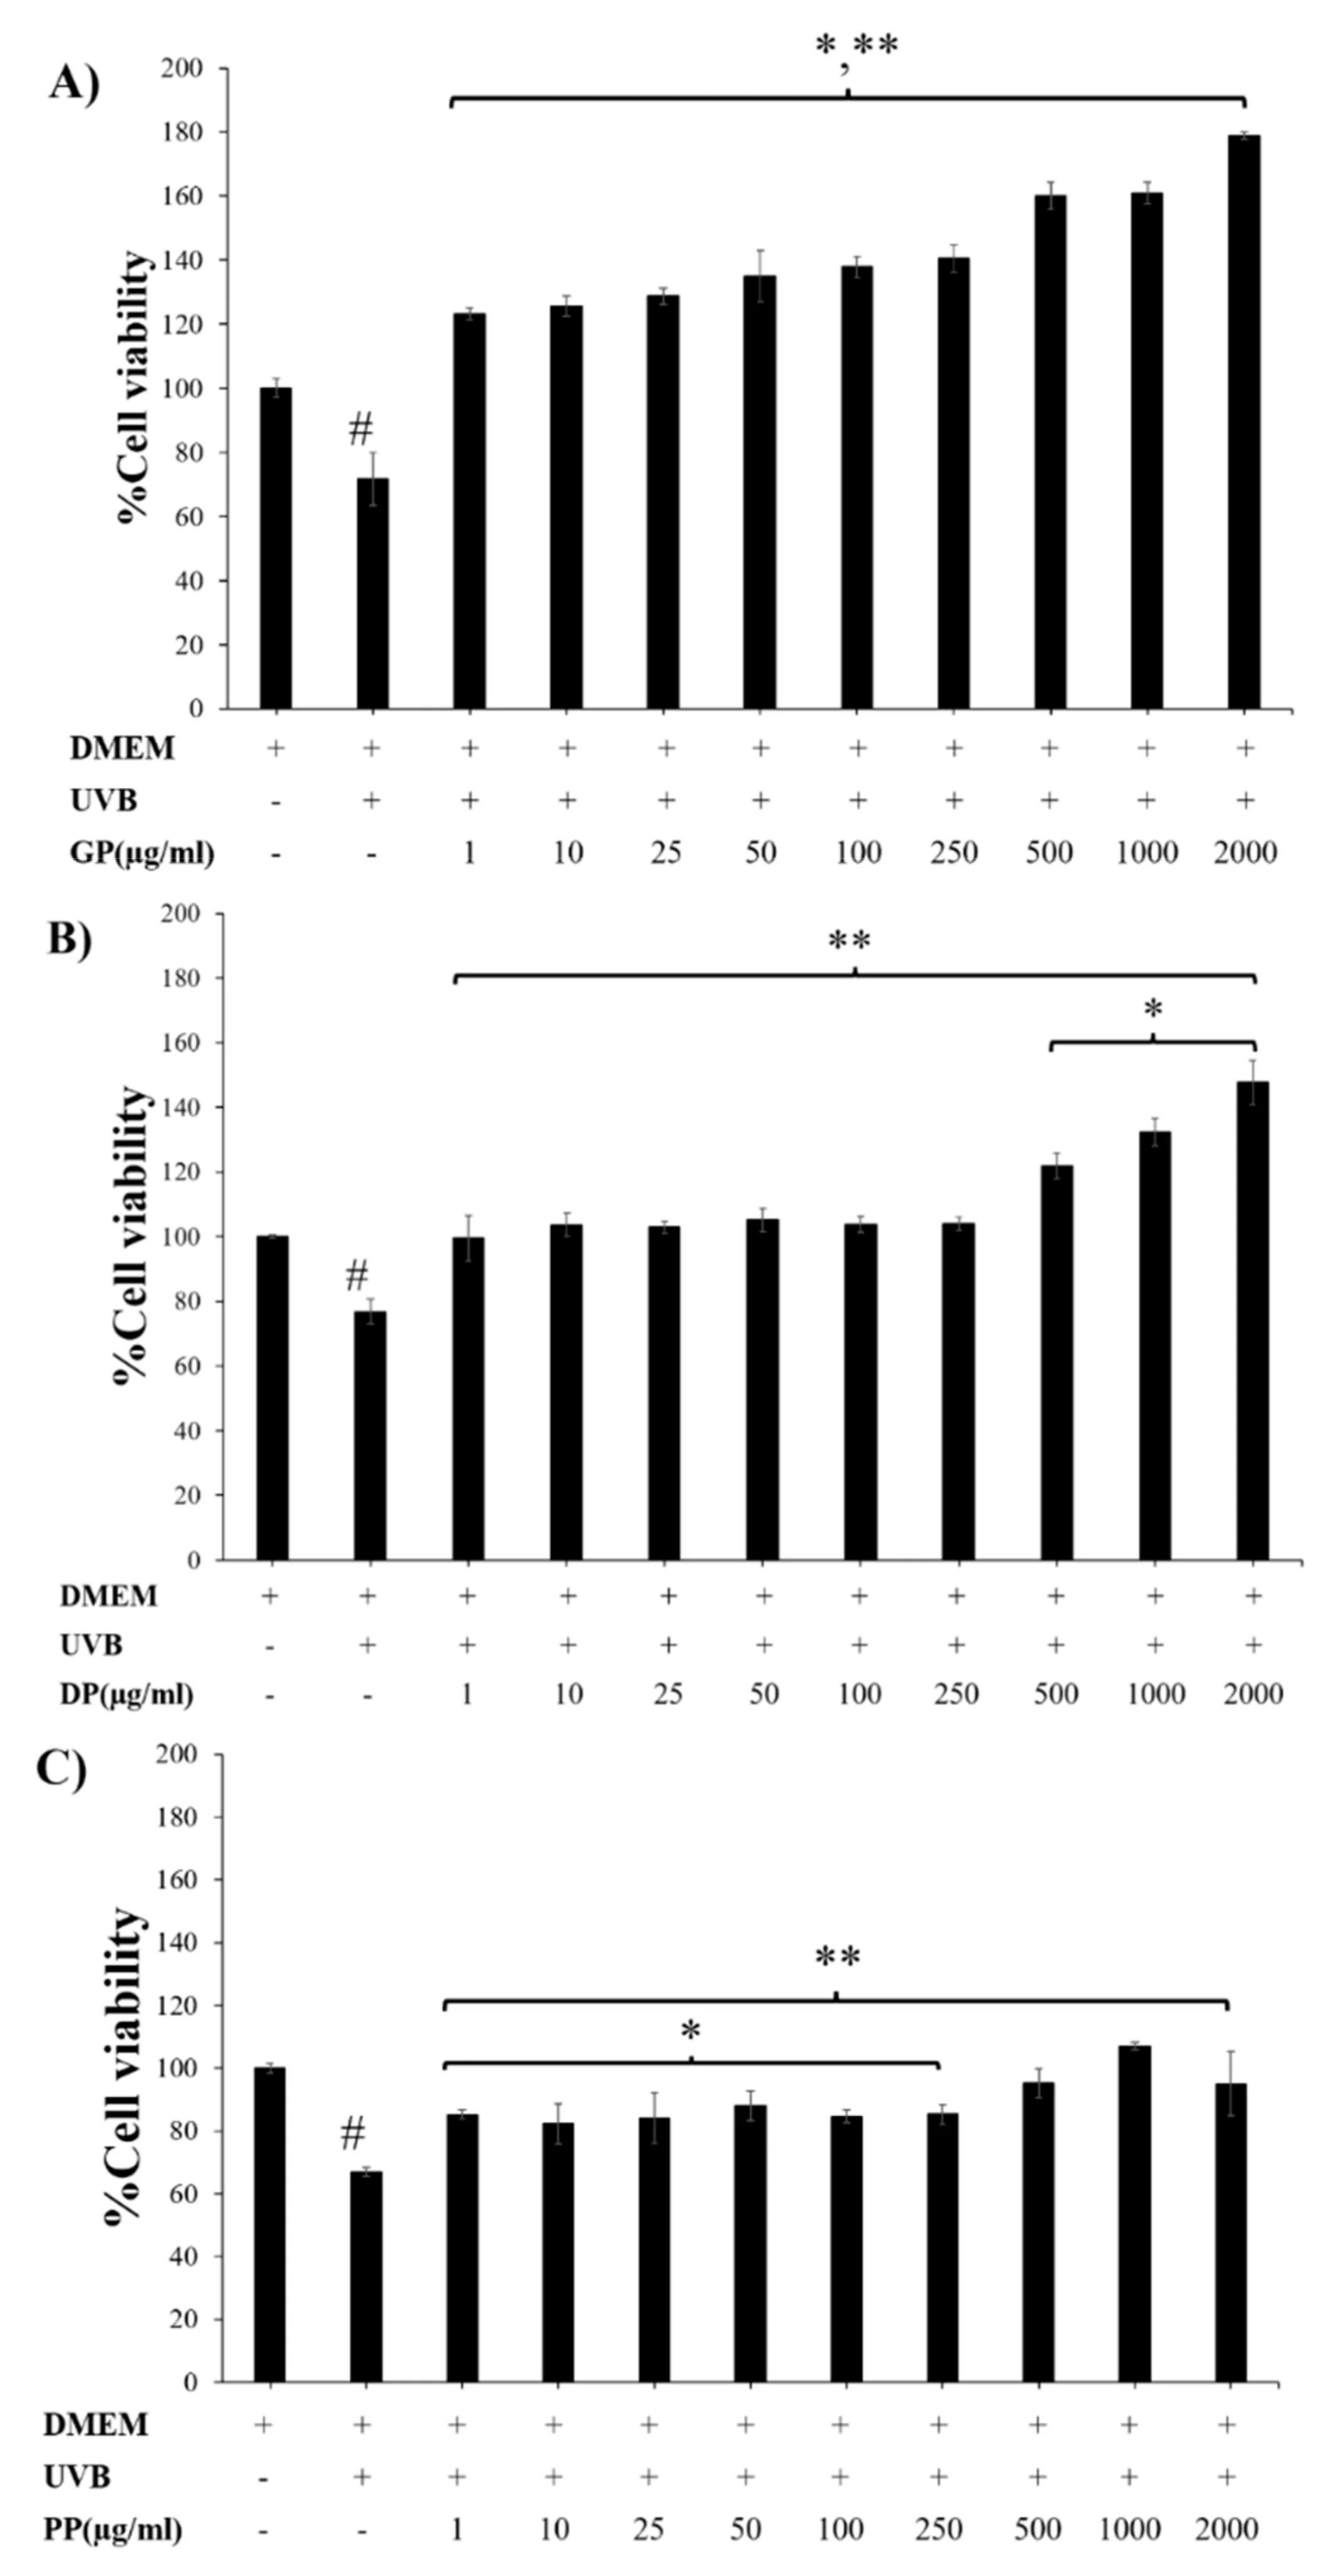 A)
*,**
200
180
160
140
120
100
80
60
40
20
0
%Cell viability
#
DMEM + + + + + + + + + + +
UVB - + + + + + + + + + +
GP(μg/ml) - - 1 10 25 50 100 250 500 1000 2000
B)
**
*
200
180
160
140
120
100
80
60
40
20
0
%Cell viability
#
DMEM + + + + + + + + + + +
UVB - + + + + + + + + + +
DP(μg/ml) - - 1 10 25 50 100 250 500 1000 2000
C)
**
*
200
180
160
140
120
100
80
60
40
20
0
%Cell viability
#
DMEM + + + + + + + + + + +
UVB - + + + + + + + + + +
PP(μg/ml) - - 1 10 25 50 100 250 500 1000 2000